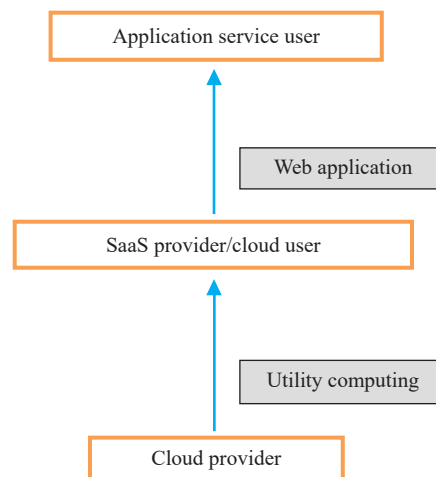 Application service user
Web application
SaaS provider/cloud user
Utility computing
Cloud provider